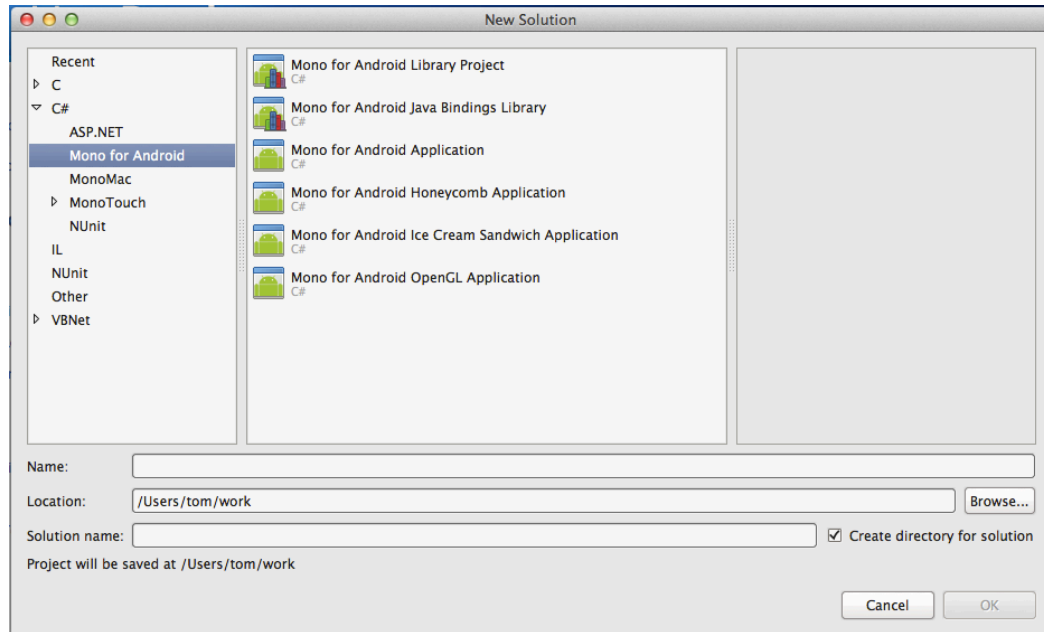 New Solution
Recent
C
C#
ASP.NET
Mono for Android
MonoMac
MonoTouch
NUnit
IL
NUnit
Other
VBNet
Mono for Android Library Project
C#
Mono for Android Java Bindings Library
C#
Mono for Android Application
C#
Mono for Android Honeycomb Application
C#
Mono for Android Ice Cream Sandwich Application
C#
Mono for Android OpenGL Application
C#
Name:
Location: /Users/tom/work Browse...
Solution name: Create directory for solution
Project will be saved at /Users/tom/work
Cancel OK